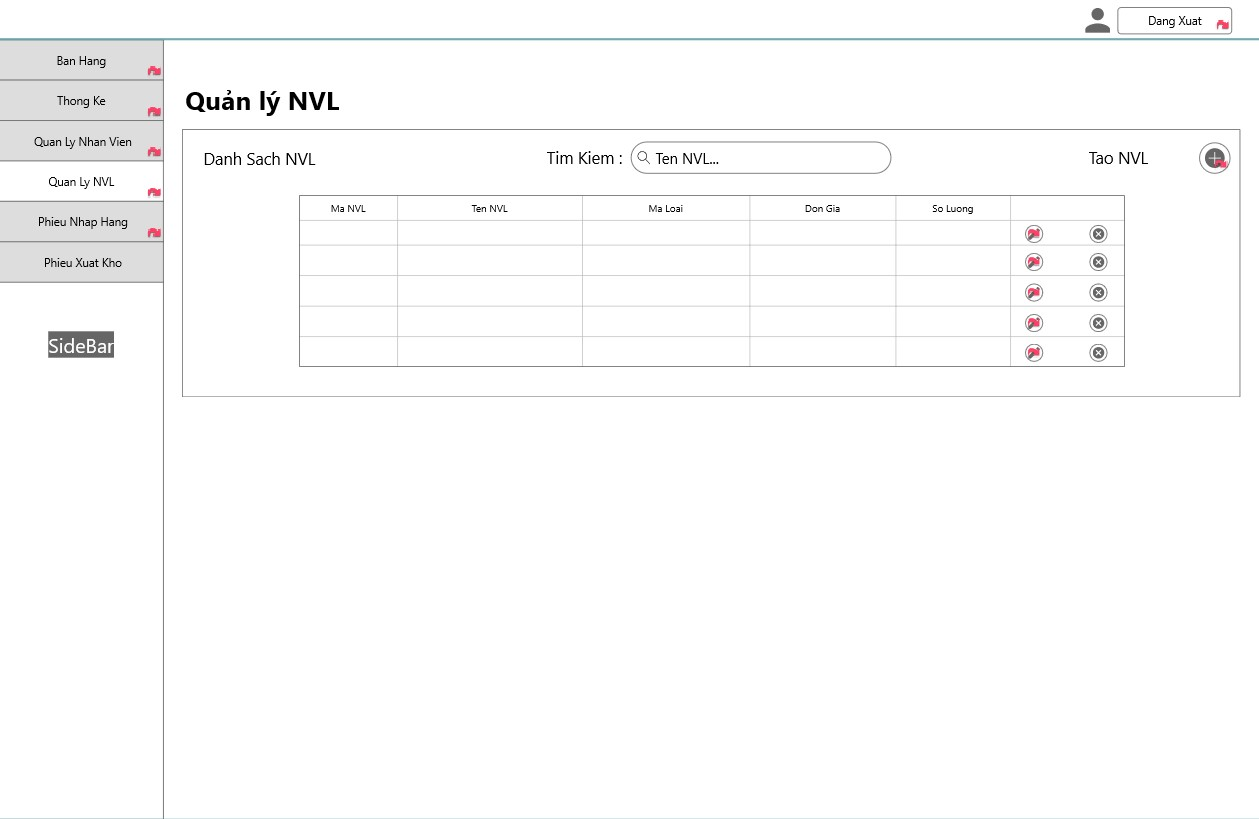 Dang Xuat
Ban Hang
Thong Ke
Quan Ly Nhan Vien
Quan Ly NVL
Phieu Nhap Hang
Phieu Xuat Kho
SideBar
Quản lý NVL
Danh Sach NVL
Tim Kiem :
Ten NVL...
Tao NVL
Ma NVL
Ten NVL
Ma Loai
Don Gia
So Luong